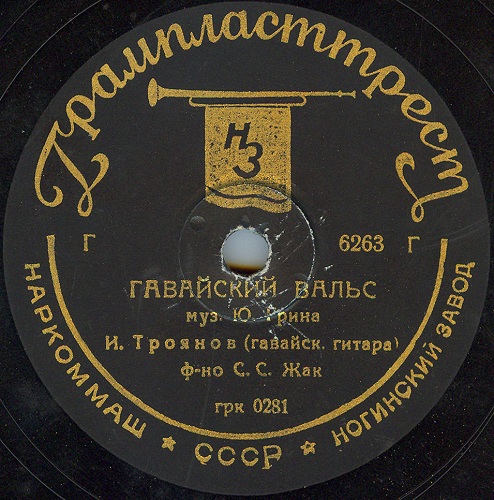 Грампласттрест
НЗ
Г 6263 Г
ГАВАЙСКИЙ ВАЛЬС
муз. Ю. Грина
И. Троянов (гавайск. гитара)
ф-но С. С. Жак
грк 0281
НАРКОММАШ ★ СССР ★ НОГИНСКИЙ ЗАВОД